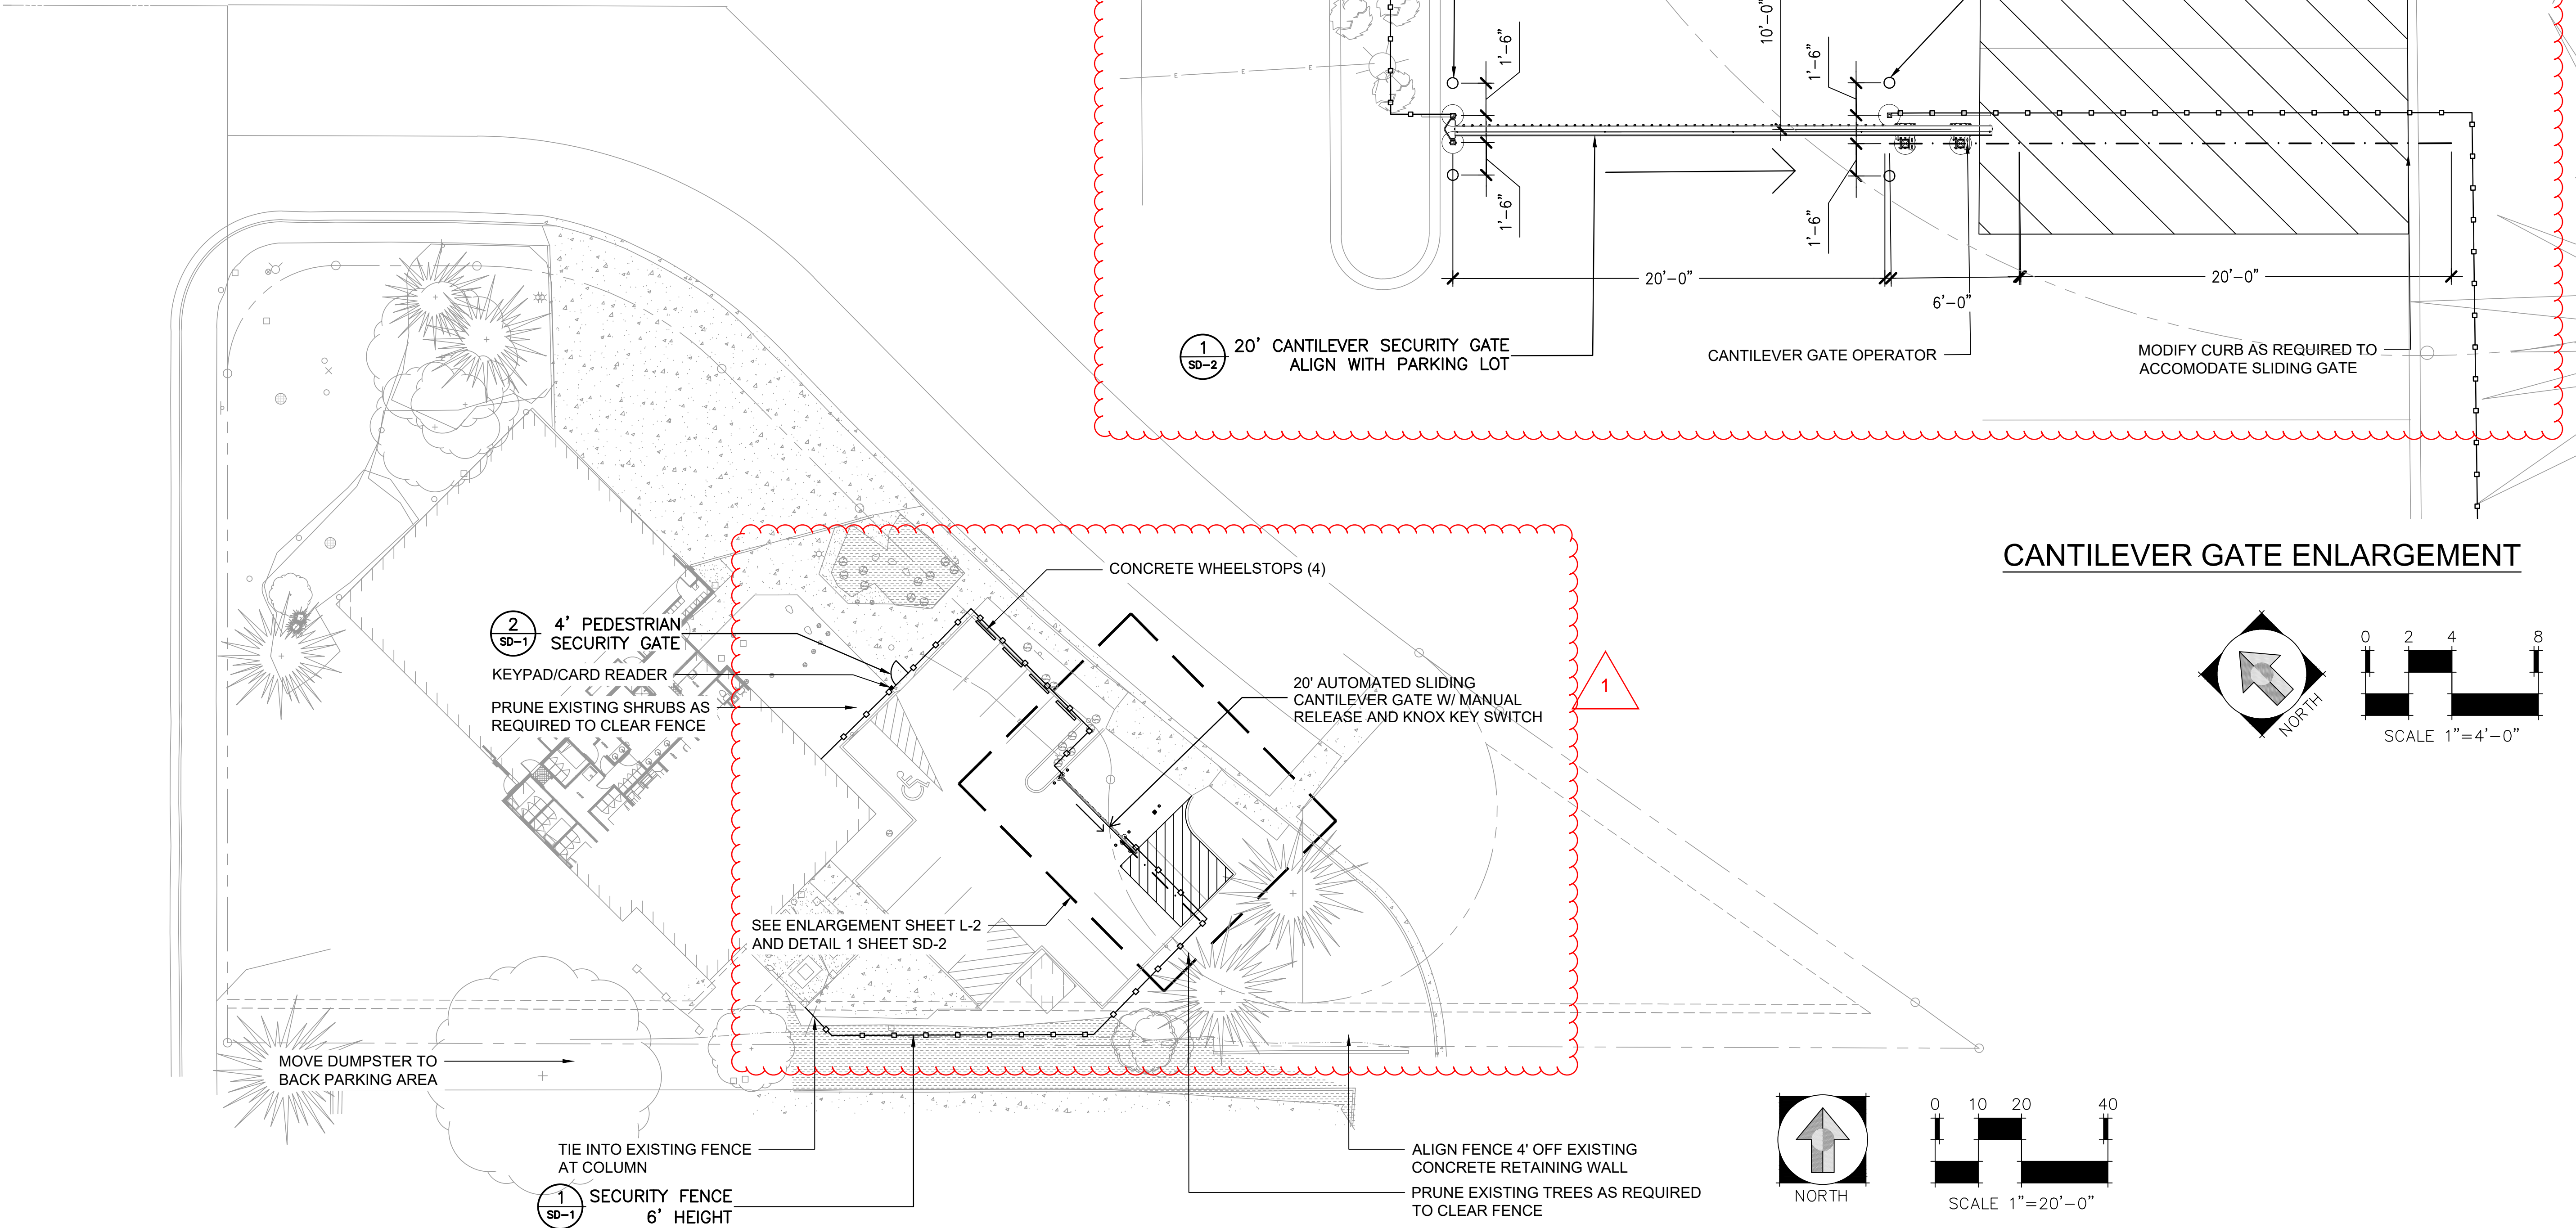 10'-0"
1'-6"
1'-6"
1'-6"
1'-6"
E
E
E
20'-0"
6'-0"
20'-0"
1
SD-2
20' CANTILEVER SECURITY GATE
ALIGN WITH PARKING LOT
CANTILEVER GATE OPERATOR
MODIFY CURB AS REQUIRED TO
ACCOMODATE SLIDING GATE
CANTILEVER GATE ENLARGEMENT
NORTH
0 2 4 8
SCALE 1"=4'-0"
CONCRETE WHEELSTOPS (4)
2
SD-1
4' PEDESTRIAN
SECURITY GATE
KEYPAD/CARD READER
PRUNE EXISTING SHRUBS AS
REQUIRED TO CLEAR FENCE
20' AUTOMATED SLIDING
CANTILEVER GATE W/ MANUAL
RELEASE AND KNOX KEY SWITCH
1
SEE ENLARGEMENT SHEET L-2
AND DETAIL 1 SHEET SD-2
MOVE DUMPSTER TO
BACK PARKING AREA
TIE INTO EXISTING FENCE
AT COLUMN
1
SD-1
SECURITY FENCE
6' HEIGHT
ALIGN FENCE 4' OFF EXISTING
CONCRETE RETAINING WALL
PRUNE EXISTING TREES AS REQUIRED
TO CLEAR FENCE
NORTH
0 10 20 40
SCALE 1"=20'-0"